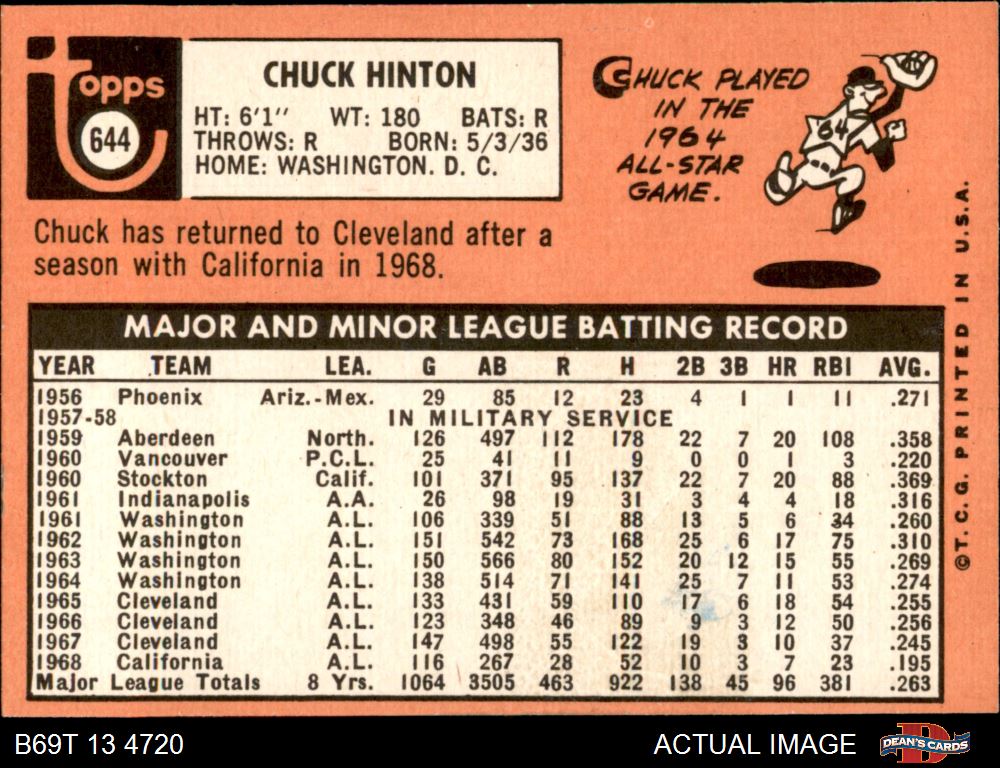 Topps
644
CHUCK HINTON
HT: 6'1" WT: 180 BATS: R
THROWS: R BORN: 5/3/36
HOME: WASHINGTON. D. C.
CHUCK PLAYED
IN THE
1964
ALL-STAR
GAME.
64
Chuck has returned to Cleveland after a
season with California in 1968.
MAJOR AND MINOR LEAGUE BATTING RECORD
YEAR TEAM LEA. G AB R H 2B 3B HR RBI AVG.
1956 Phoenix Ariz.-Mex. 29 85 12 23 4 1 1 11 .271
1957-58 IN MILITARY SERVICE
1959 Aberdeen North. 126 497 112 178 22 7 20 108 .358
1960 Vancouver P.C.L. 25 41 11 9 0 0 1 3 .220
1960 Stockton Calif. 101 371 95 137 22 7 20 88 .369
1961 Indianapolis A.A. 26 98 19 31 3 4 4 18 .316
1961 Washington A.L. 106 339 51 88 13 5 6 34 .260
1962 Washington A.L. 151 542 73 168 25 6 17 75 .310
1963 Washington A.L. 150 566 80 152 20 12 15 55 .269
1964 Washington A.L. 138 514 71 141 25 7 11 53 .274
1965 Cleveland A.L. 133 431 59 110 17 6 18 54 .255
1966 Cleveland A.L. 123 348 46 89 9 3 12 50 .256
1967 Cleveland A.L. 147 498 55 122 19 3 10 37 .245
1968 California A.L. 116 267 28 52 10 3 7 23 .195
Major League Totals 8 Yrs. 1064 3505 463 922 138 45 96 381 .263
©T. C. G. PRINTED IN U.S.A.
B69T 13 4720
ACTUAL IMAGE
DEAN'S CARDS